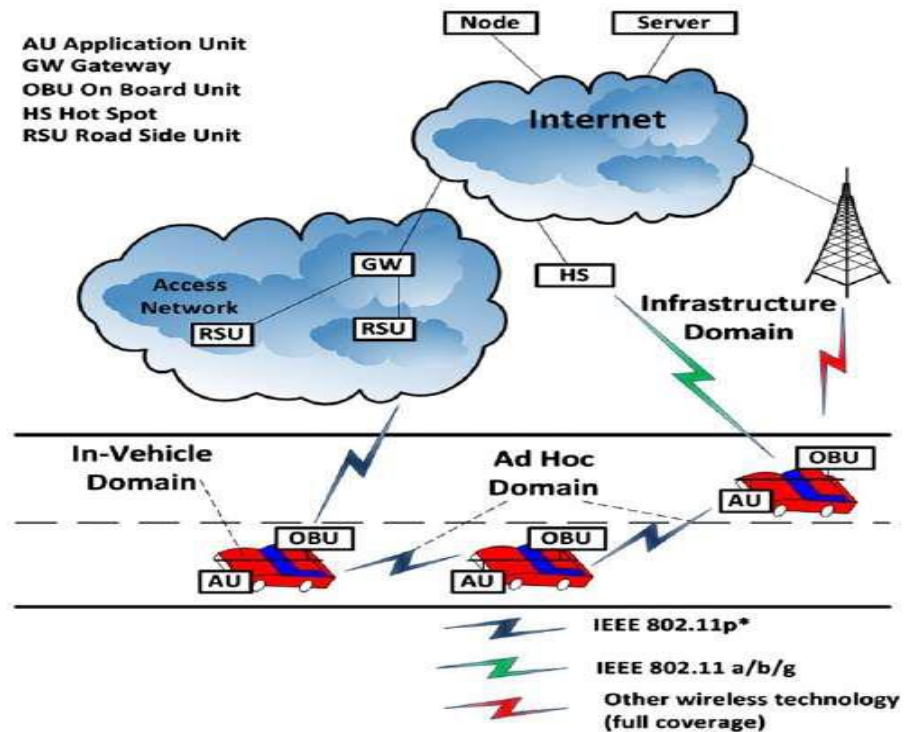 Node
Server
AU Application Unit
GW Gateway
OBU On Board Unit
HS Hot Spot
RSU Road Side Unit
Internet
GW
Access
Network
RSU
RSU
HS
Infrastructure
Domain
In-Vehicle
Domain
Ad Hoc
Domain
OBU
AU
OBU
AU
OBU
AU
IEEE 802.11p*
IEEE 802.11 a/b/g
Other wireless technology
(full coverage)